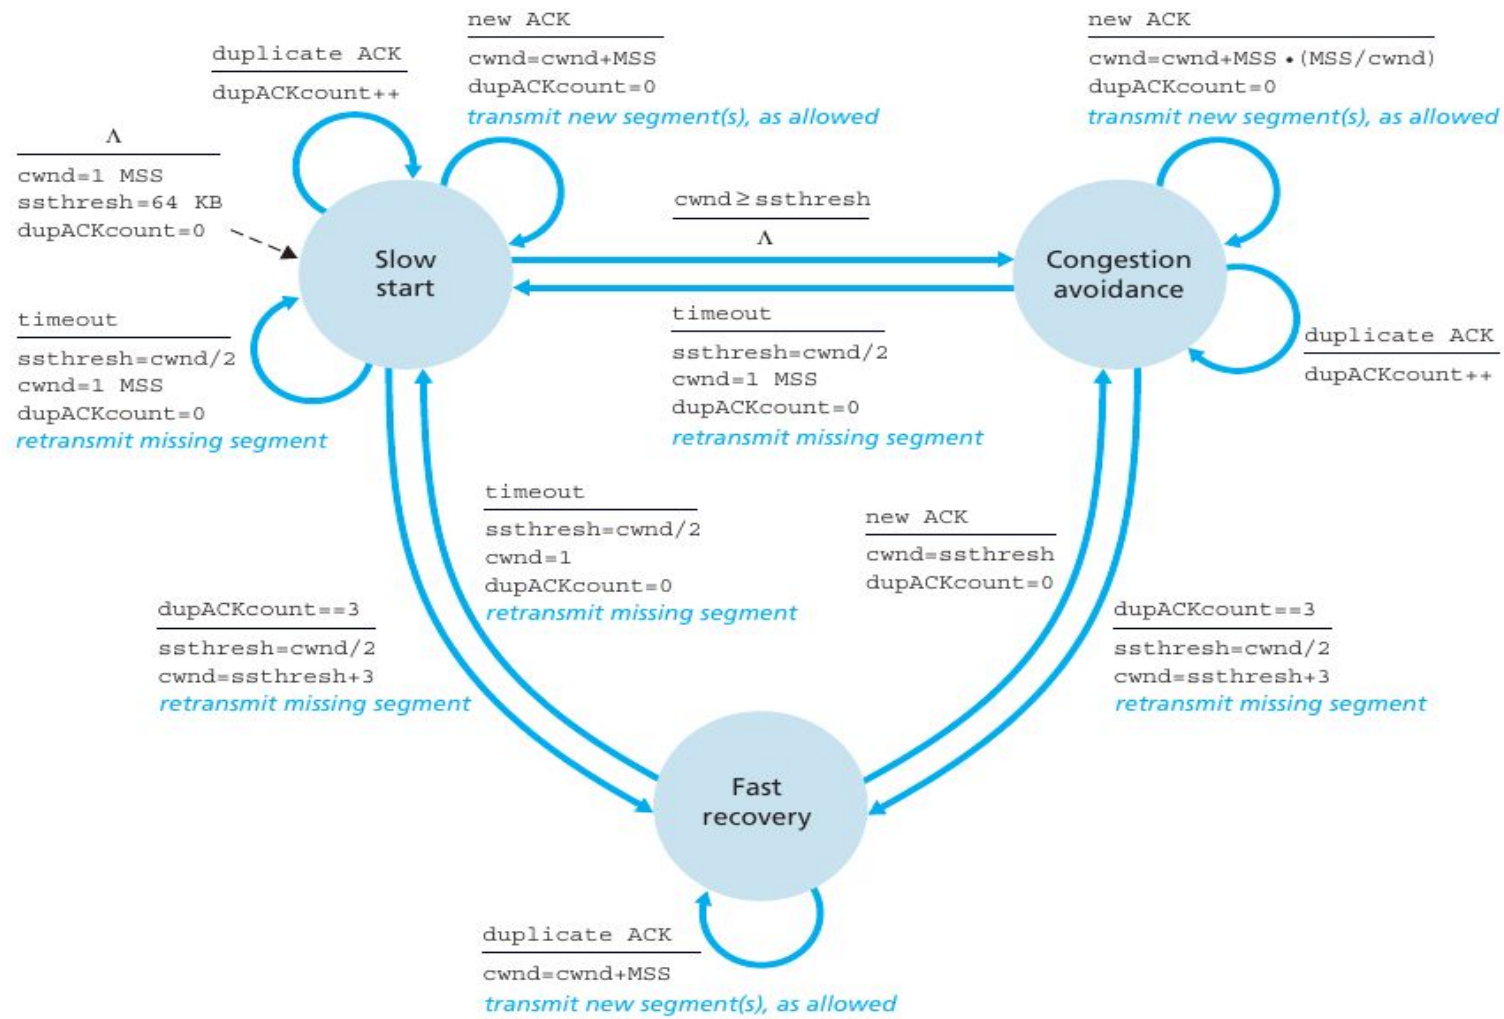 new ACK
cwnd=cwnd+MSS
dupACKcount=0
transmit new segment(s), as allowed
new ACK
cwnd=cwnd+MSS•(MSS/cwnd)
dupACKcount=0
transmit new segment(s), as allowed
duplicate ACK
dupACKcount++
Λ
cwnd=1 MSS
ssthresh=64 KB
dupACKcount=0
cwnd≥ssthresh
Λ
Slow
start
Congestion
avoidance
timeout
ssthresh=cwnd/2
cwnd=1 MSS
dupACKcount=0
retransmit missing segment
timeout
ssthresh=cwnd/2
cwnd=1 MSS
dupACKcount=0
retransmit missing segment
duplicate ACK
dupACKcount++
timeout
ssthresh=cwnd/2
cwnd=1
dupACKcount=0
retransmit missing segment
new ACK
cwnd=ssthresh
dupACKcount=0
dupACKcount==3
ssthresh=cwnd/2
cwnd=ssthresh+3
retransmit missing segment
dupACKcount==3
ssthresh=cwnd/2
cwnd=ssthresh+3
retransmit missing segment
Fast
recovery
duplicate ACK
cwnd=cwnd+MSS
transmit new segment(s), as allowed